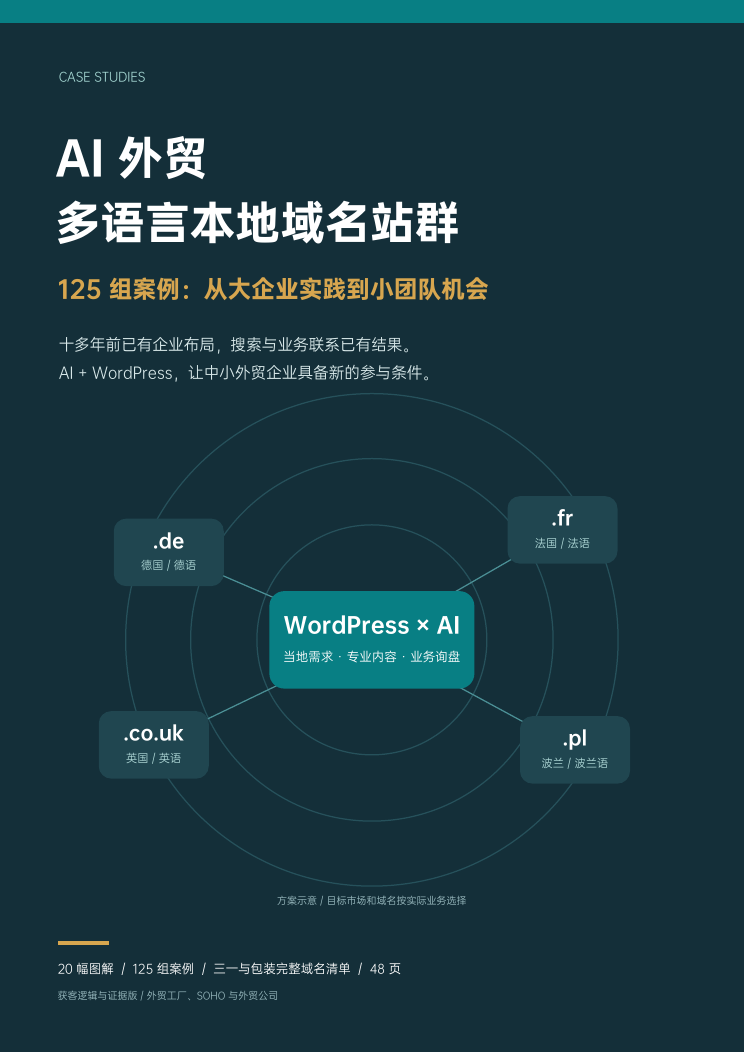 CASE STUDIES
AI 外贸
多语言本地域名站群
125 组案例：从大企业实践到小团队机会
十多年前已有企业布局，搜索与业务联系已有结果。
AI + WordPress，让中小外贸企业具备新的参与条件。
.fr
法国 / 法语
.de
德国 / 德语
WordPress × AI
当地需求 · 专业内容 · 业务询盘
.co.uk
英国 / 英语
.pl
波兰 / 波兰语
方案示意 / 目标市场和域名按实际业务选择
20 幅图解 / 125 组案例 / 三一与包装完整域名清单 / 48 页
获客逻辑与证据版 / 外贸工厂、SOHO 与外贸公司